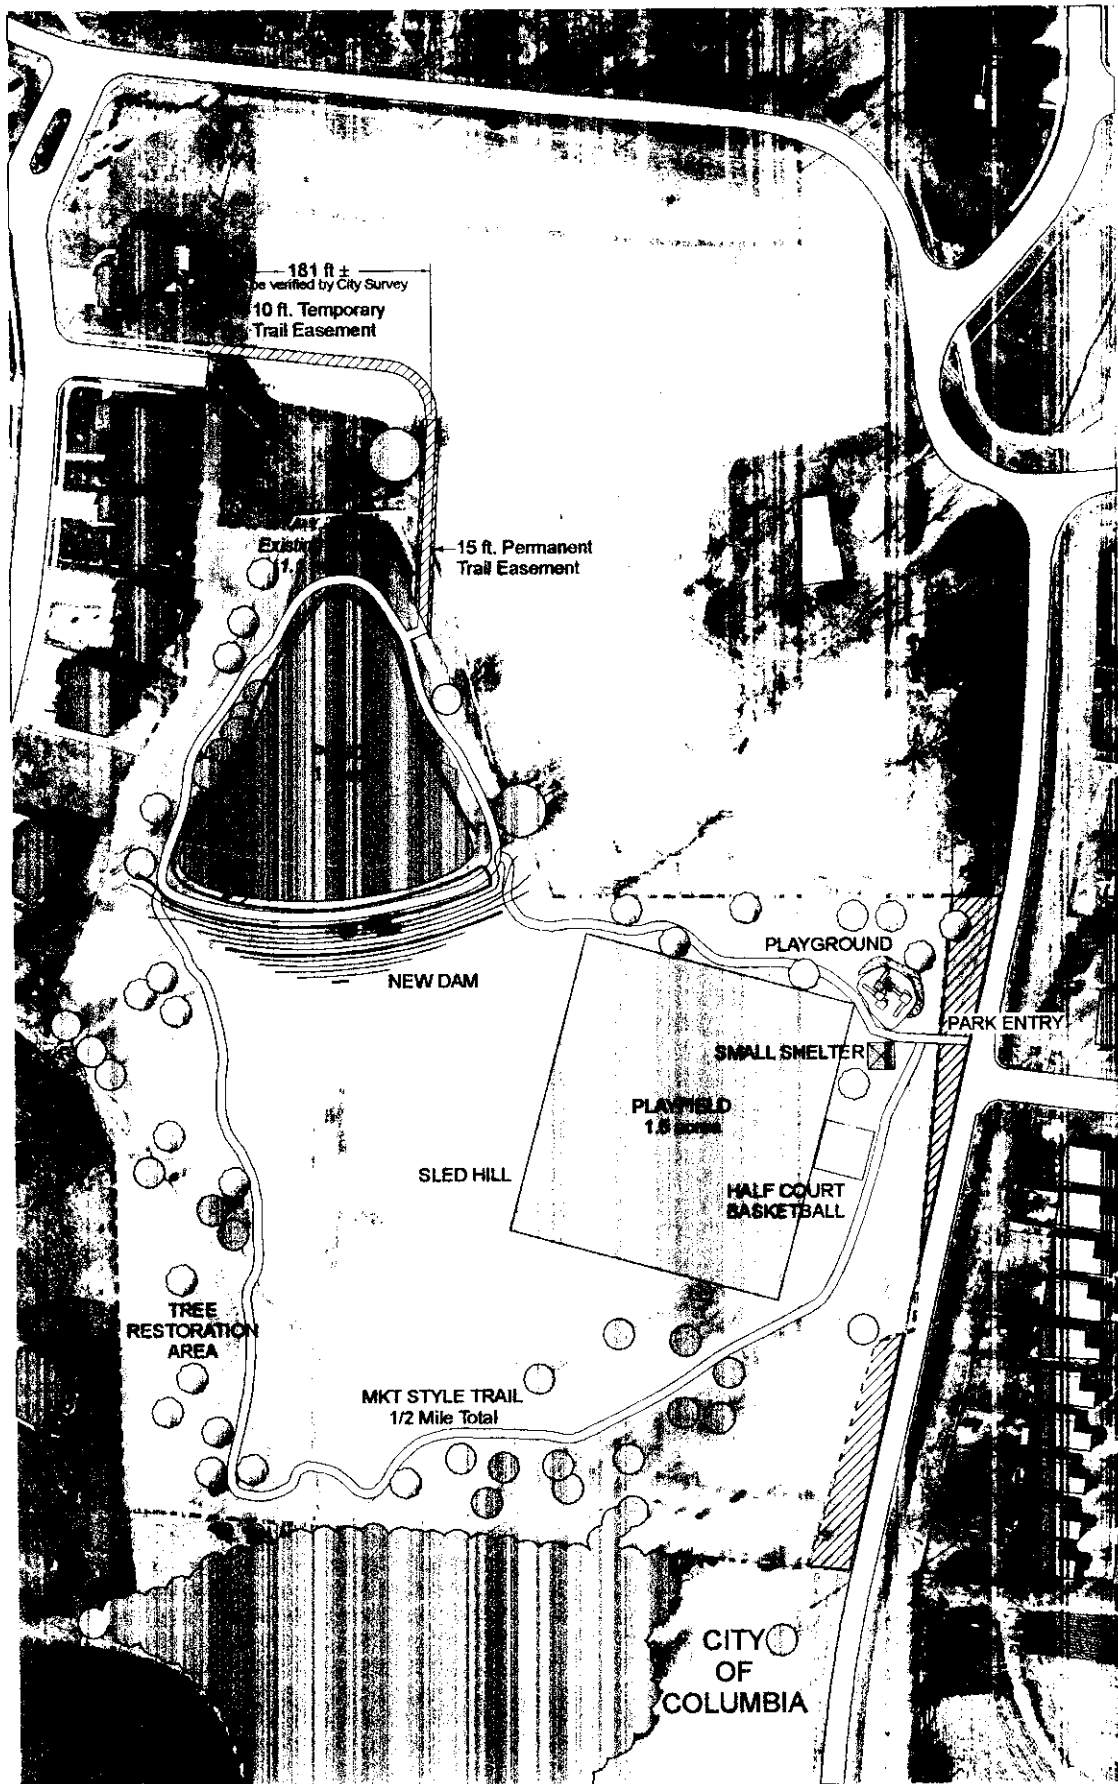 181 ft ±
be verified by City Survey
10 ft. Temporary
Trail Easement
15 ft. Permanent
Trail Easement
PLAYGROUND
NEW DAM
PARK ENTRY
SMALL SHELTER
PLAYFIELD
SLED HILL
HALF COURT
BASKETBALL
TREE
RESTORATION
AREA
MKT STYLE TRAIL
1/2 Mile Total
CITY
OF
COLUMBIA